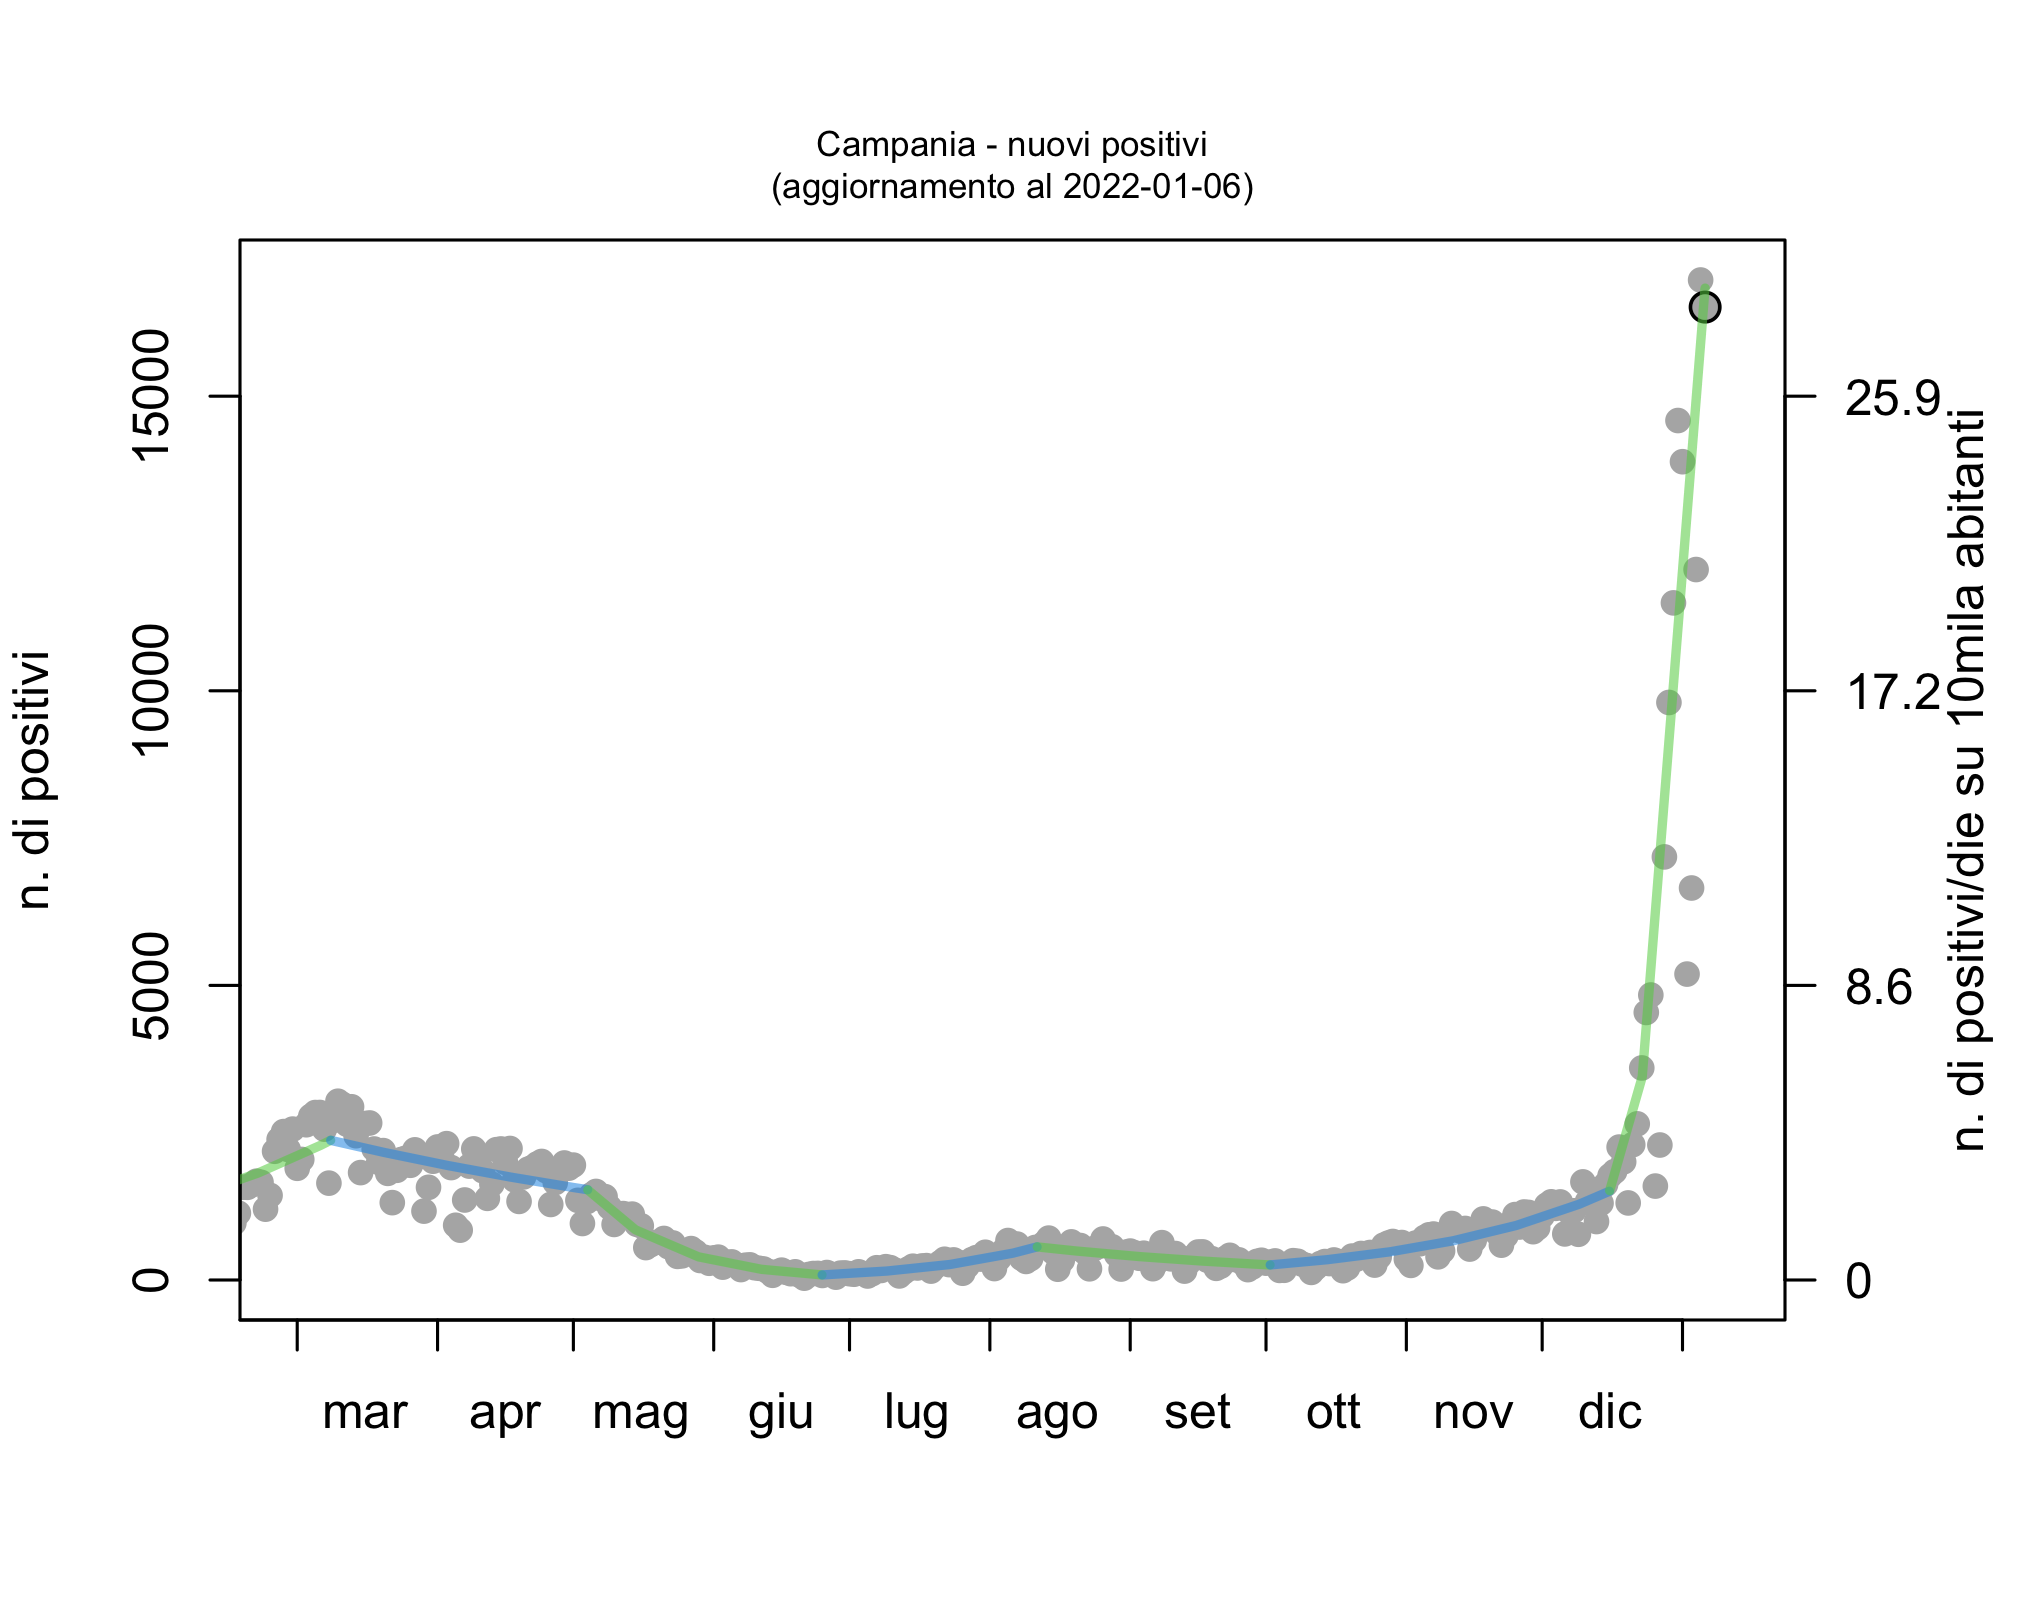 Campania - nuovi positivi
(aggiornamento al 2022-01-06)
n. di positivi
15000
10000
5000
0
25.9
17.2
8.6
0
n. di positivi/die su 10mila abitanti
mar apr mag giu lug ago set ott nov dic